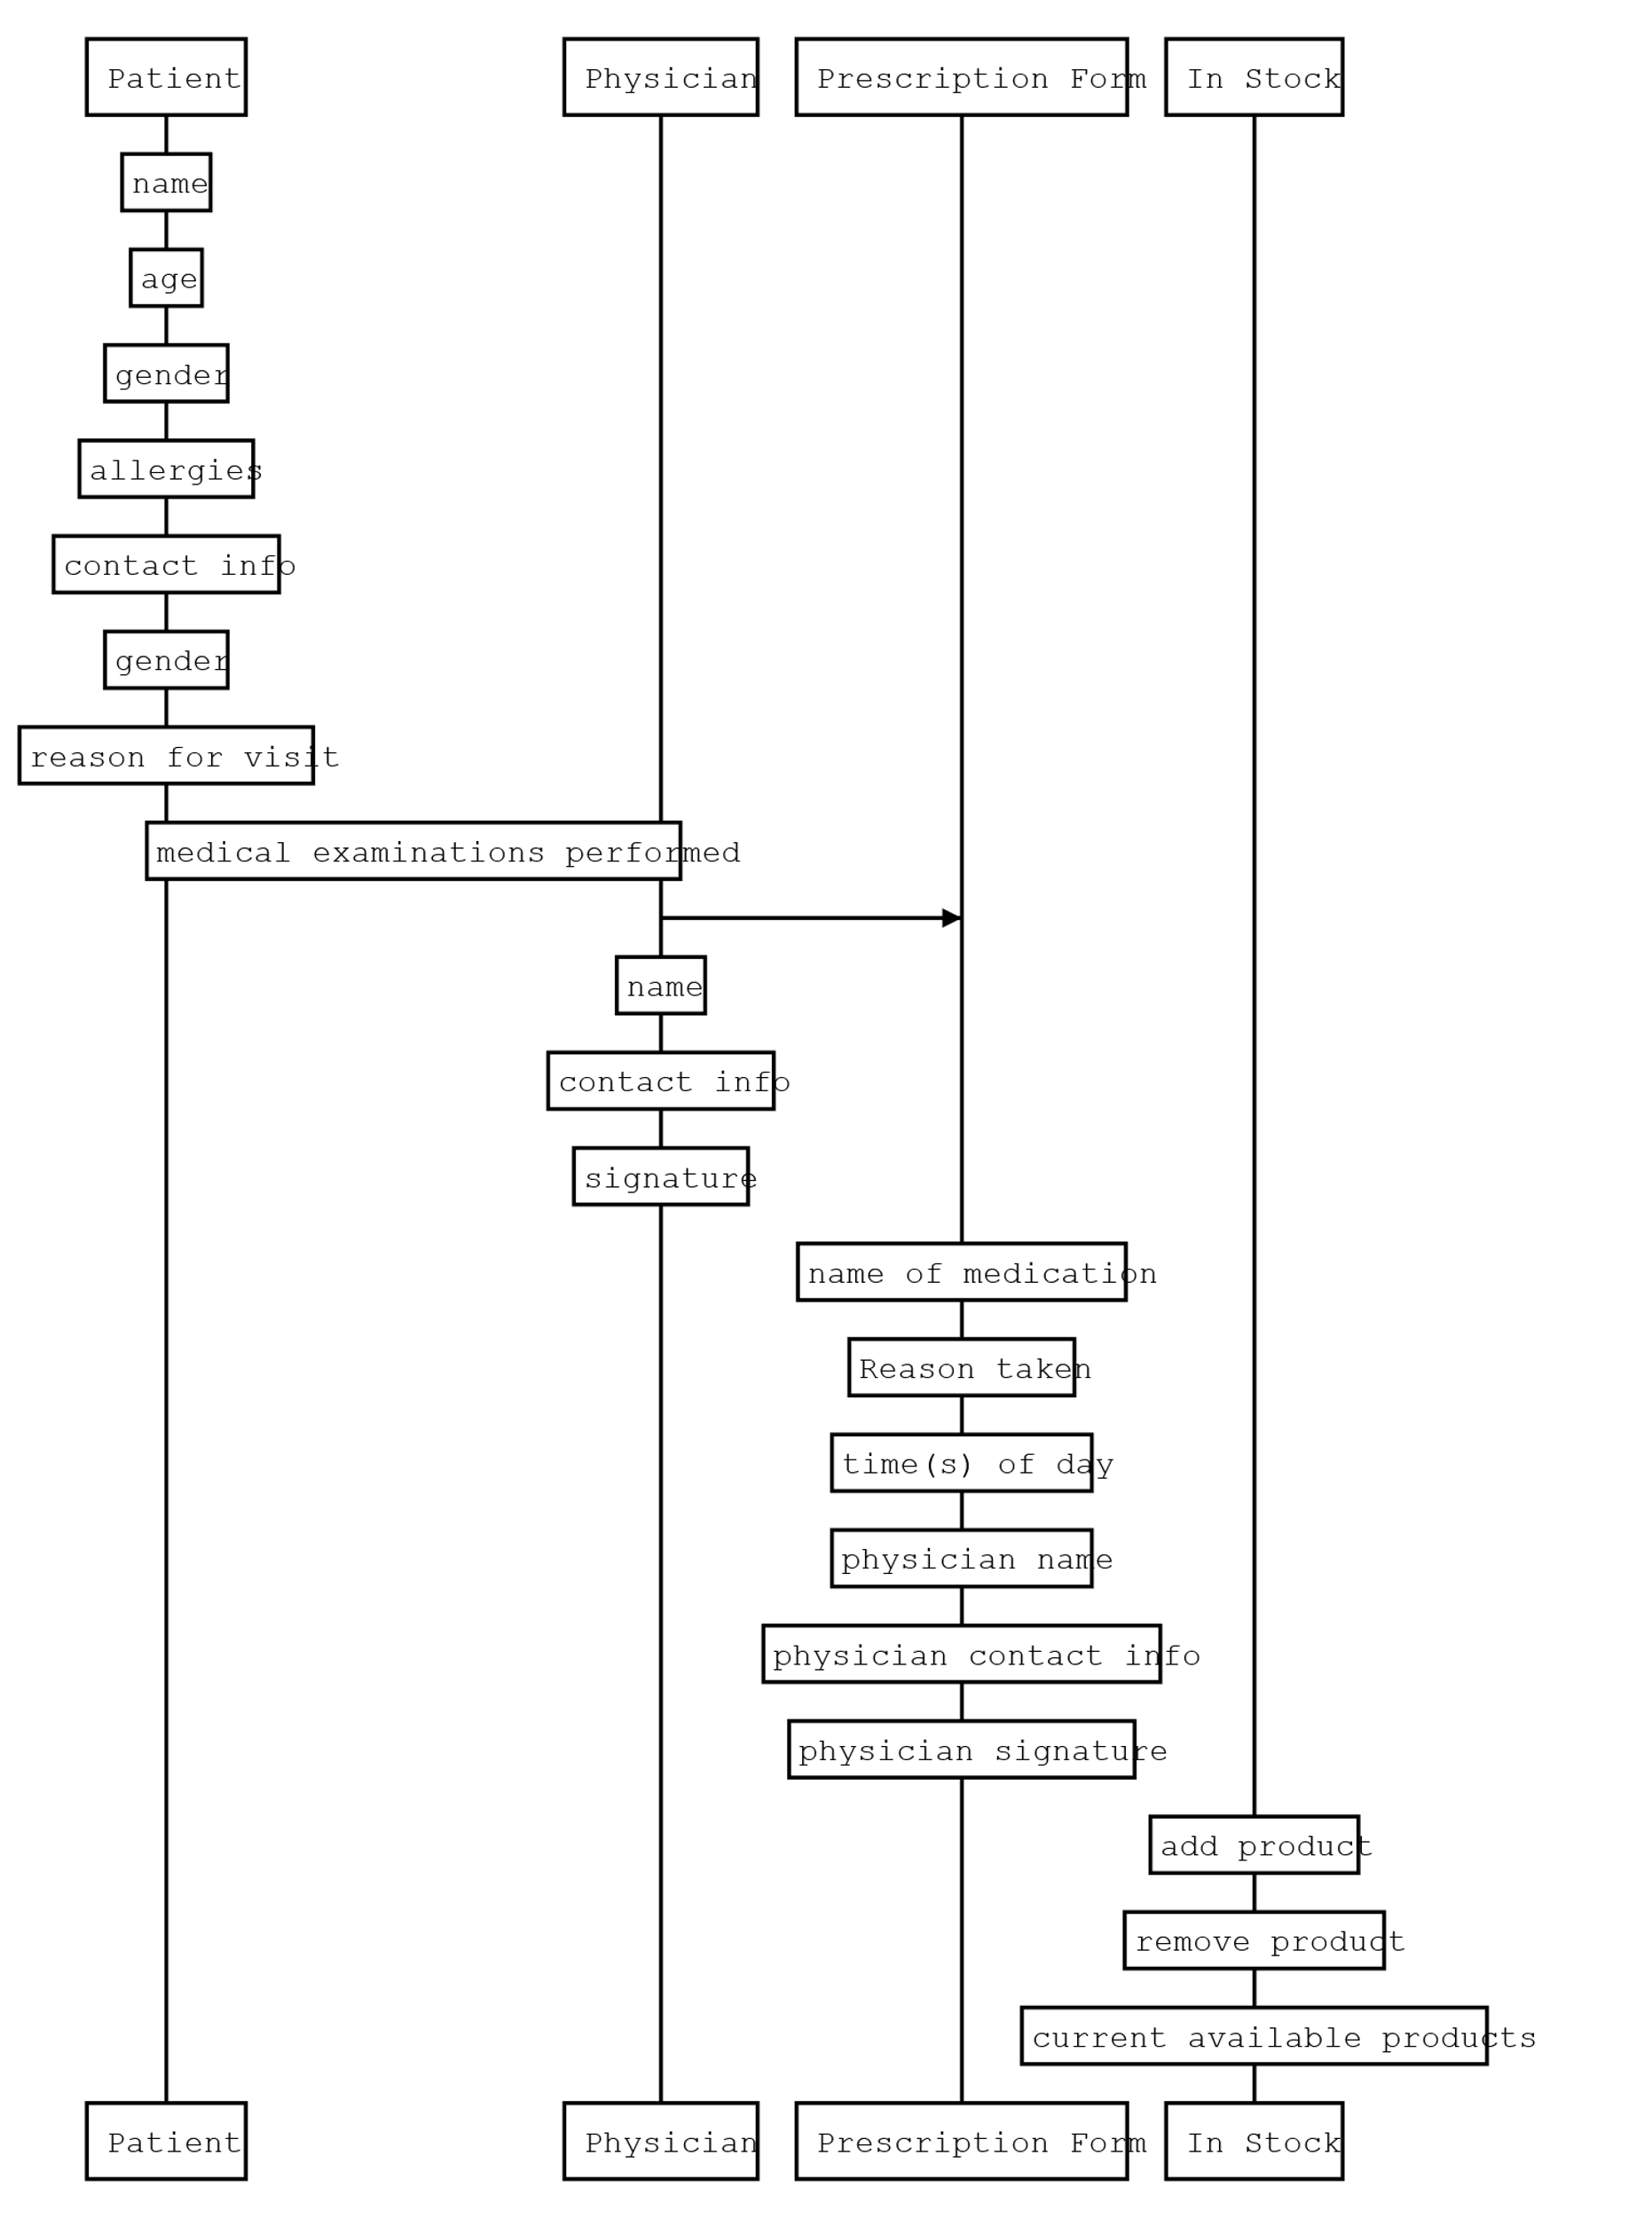 Patient
Physician
Prescription Form
In Stock
name
age
gender
allergies
contact info
gender
reason for visit
medical examinations performed
name
contact info
signature
name of medication
Reason taken
time(s) of day
physician name
physician contact info
physician signature
add product
remove product
current available products
Patient
Physician
Prescription Form
In Stock